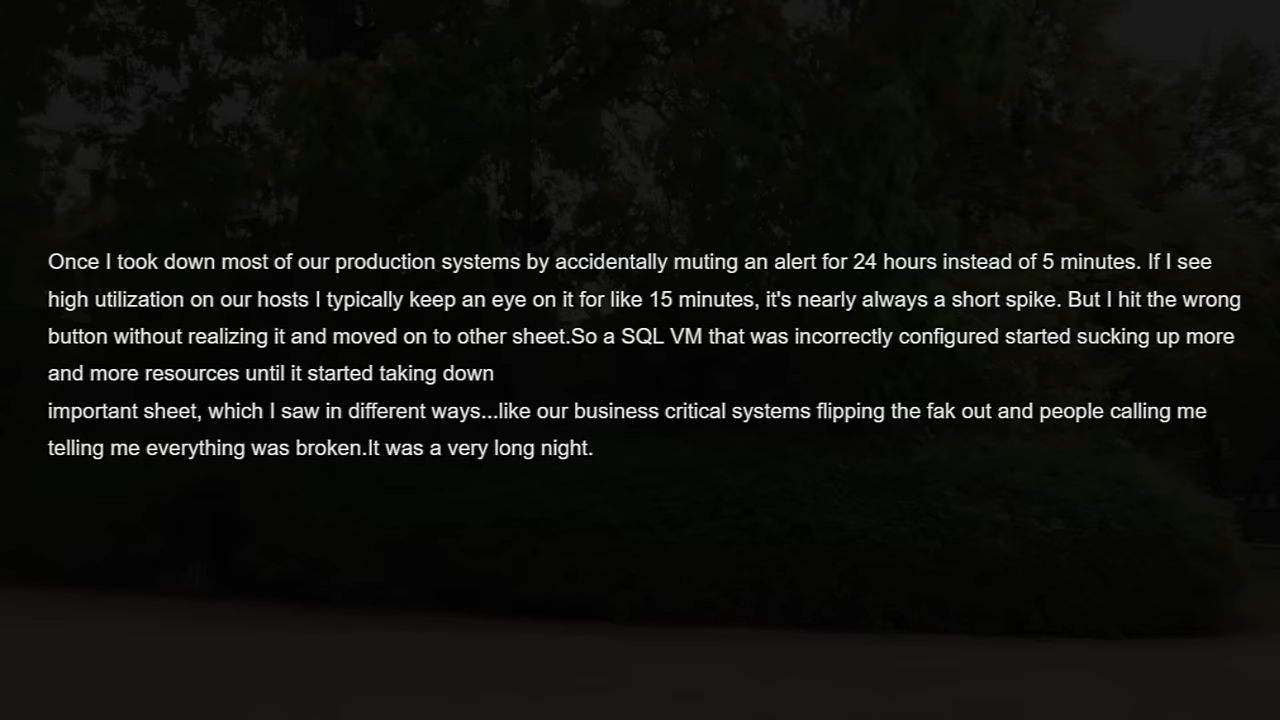 Once I took down most of our production systems by accidentally muting an alert for 24 hours instead of 5 minutes. If I see
high utilization on our hosts I typically keep an eye on it for like 15 minutes, it's nearly always a short spike. But I hit the wrong
button without realizing it and moved on to other sheet.So a SQL VM that was incorrectly configured started sucking up more
and more resources until it started taking down
important sheet, which I saw in different ways...like our business critical systems flipping the fak out and people calling me
telling me everything was broken.It was a very long night.